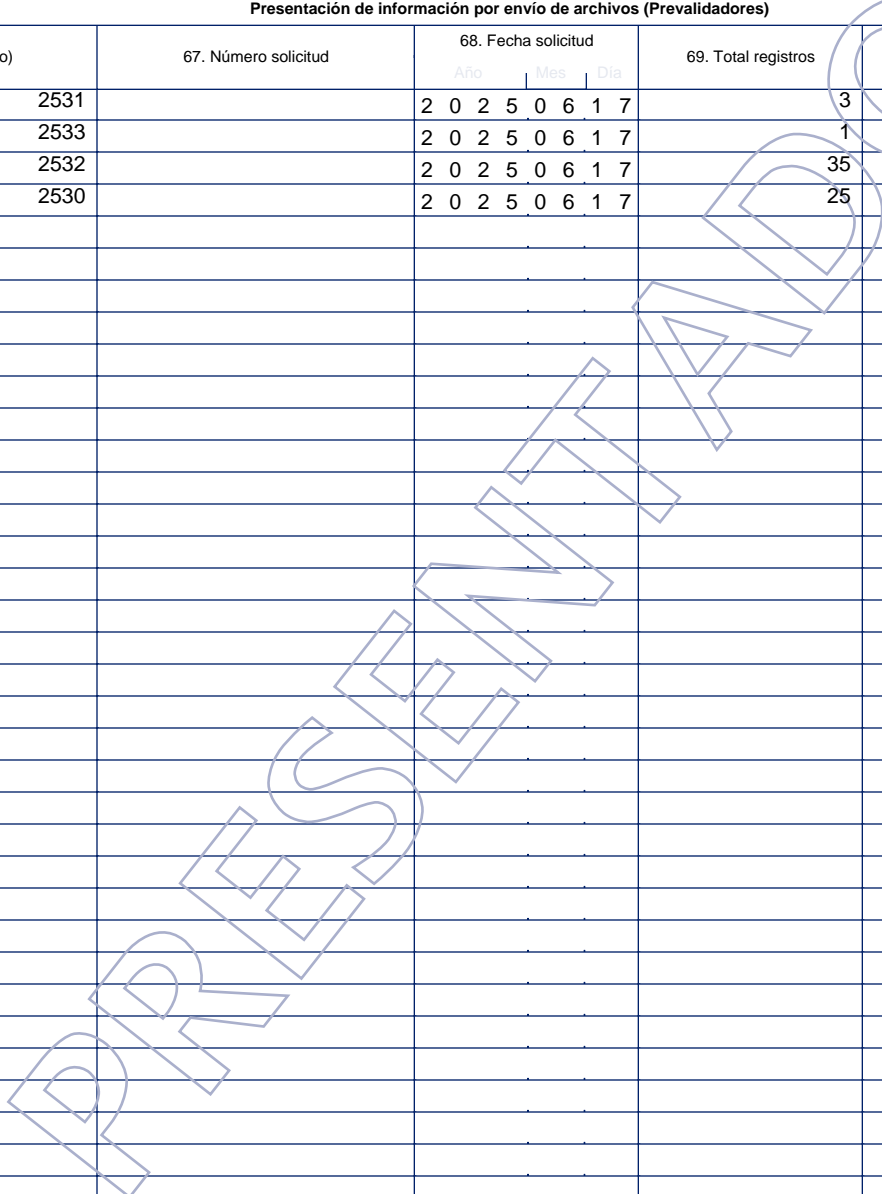 Presentación de información por envío de archivos (Prevalidadores)
o) 67. Número solicitud 68. Fecha solicitud 69. Total registros
Año Mes Día
2531 2 0 2 5 0 6 1 7 3
2533 2 0 2 5 0 6 1 7 1
2532 2 0 2 5 0 6 1 7 35
2530 2 0 2 5 0 6 1 7 25
PRESENTADO